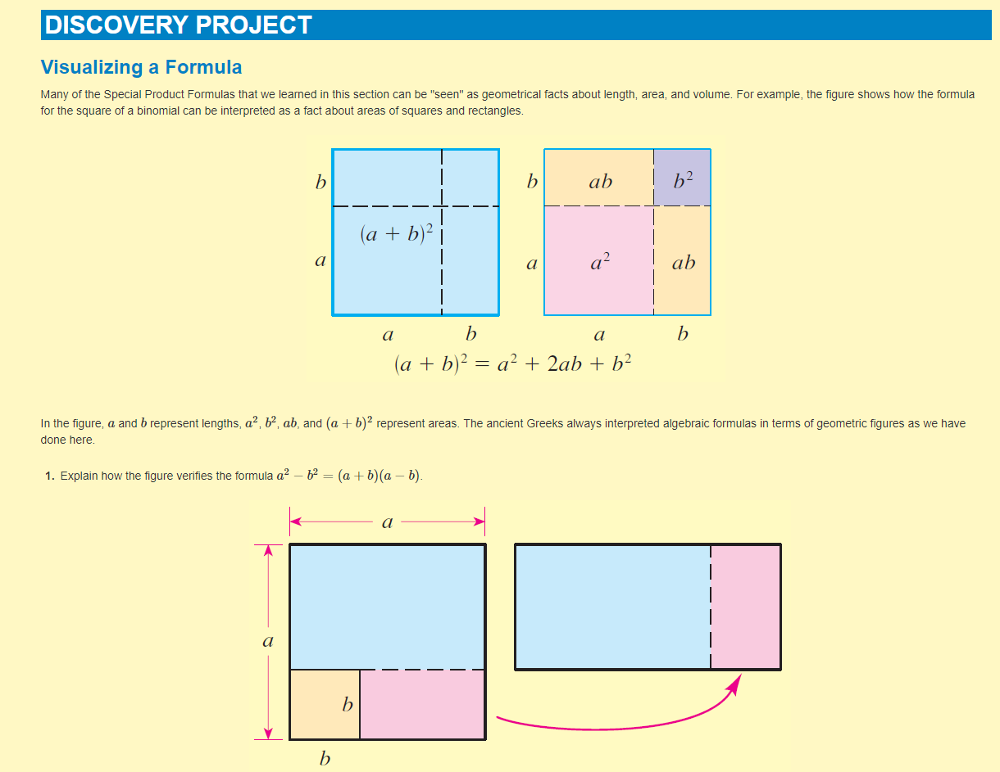 DISCOVERY PROJECT
Visualizing a Formula
Many of the Special Product Formulas that we learned in this section can be "seen" as geometrical facts about length, area, and volume. For example, the figure shows how the formula
for the square of a binomial can be interpreted as a fact about areas of squares and rectangles.
b
(a + b)²
a
a b
b ab b²
a a² ab
a b
(a + b)² = a² + 2ab + b²
In the figure, a and b represent lengths, a², b², ab, and (a + b)² represent areas. The ancient Greeks always interpreted algebraic formulas in terms of geometric figures as we have
done here.
1. Explain how the figure verifies the formula a² − b² = (a + b)(a − b).
a
a
b
b